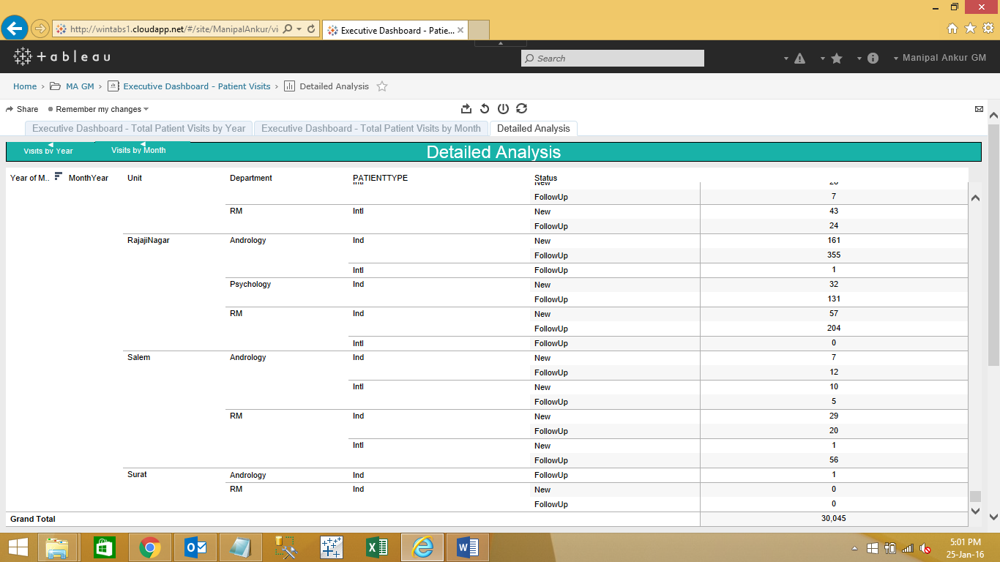 http://wintabs1.cloudapp.net/#/site/ManipalAnkur/vi
Executive Dashboard - Patie...
+ableau
Search
Manipal Ankur GM
Home › MA GM › Executive Dashboard - Patient Visits › Detailed Analysis
Share Remember my changes
Executive Dashboard - Total Patient Visits by Year Executive Dashboard - Total Patient Visits by Month Detailed Analysis
Visits by Year Visits by Month Detailed Analysis
Year of M.. MonthYear Unit Department PATIENTTYPE Status
New
FollowUp 7
RM Intl New 43
FollowUp 24
RajajiNagar Andrology Ind New 161
FollowUp 355
Intl FollowUp 1
Psychology Ind New 32
FollowUp 131
RM Ind New 57
FollowUp 204
Intl FollowUp 0
Salem Andrology Ind New 7
FollowUp 12
Intl New 10
FollowUp 5
RM Ind New 29
FollowUp 20
Intl New 1
FollowUp 56
Surat Andrology Ind FollowUp 1
RM Ind New 0
FollowUp 0
Grand Total 30,045
5:01 PM
25-Jan-16